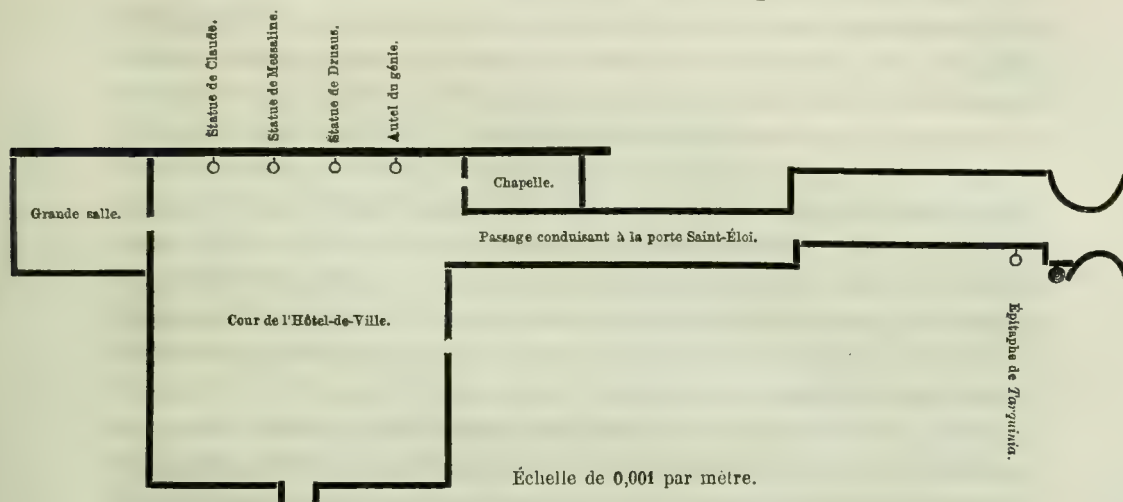 Statue de Claude.
Statue de Messaline.
Statue de Drusus.
Autel du génie.
Grande salle.
Chapelle.
Passage conduisant à la porte Saint-Éloi.
Cour de l'Hôtel-de-Ville.
Épitaphe de Tarquinia.
Échelle de 0,001 par mètre.